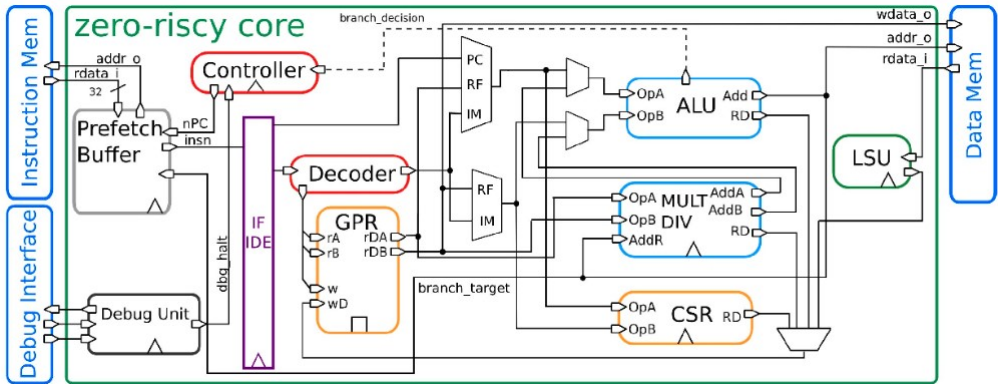 zero-riscy core
branch_decision
wdata_o
addr_o
rdata_i
Instruction Mem
addr_o
rdata_i
32
Controller
Prefetch
Buffer
nPC
insn
PC
RF
IM
OpA
OpB
ALU
Add
RD
Data Mem
LSU
Decoder
RF
IM
IF
IDE
GPR
rA
rB
rDA
rDB
w
wD
OpA
OpB
AddR
MULT
DIV
AddA
AddB
RD
dbg_halt
branch_target
Debug Interface
Debug Unit
OpA
OpB
CSR
RD